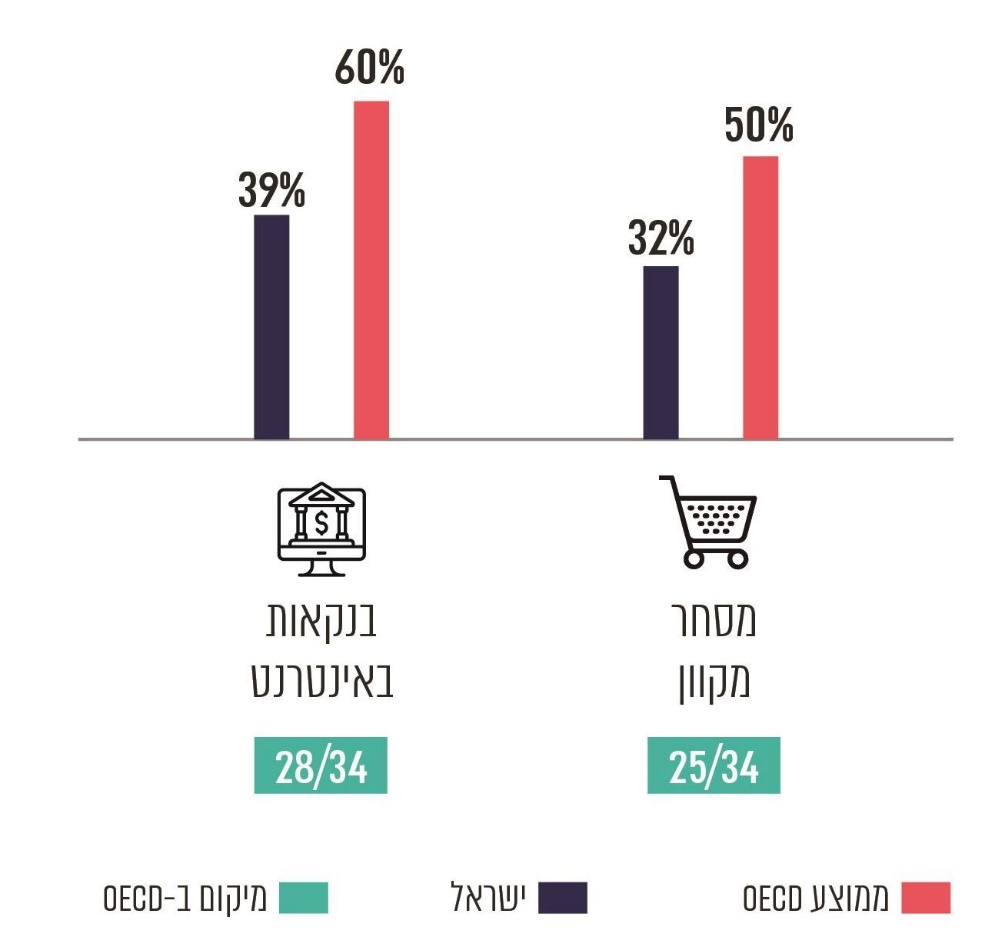 60%
50%
39%
32%
$
מסחר
מקוון
25/34
בנקאות
באינטרנט
28/34
ממוצע OECD
ישראל
מיקום ב-OECD